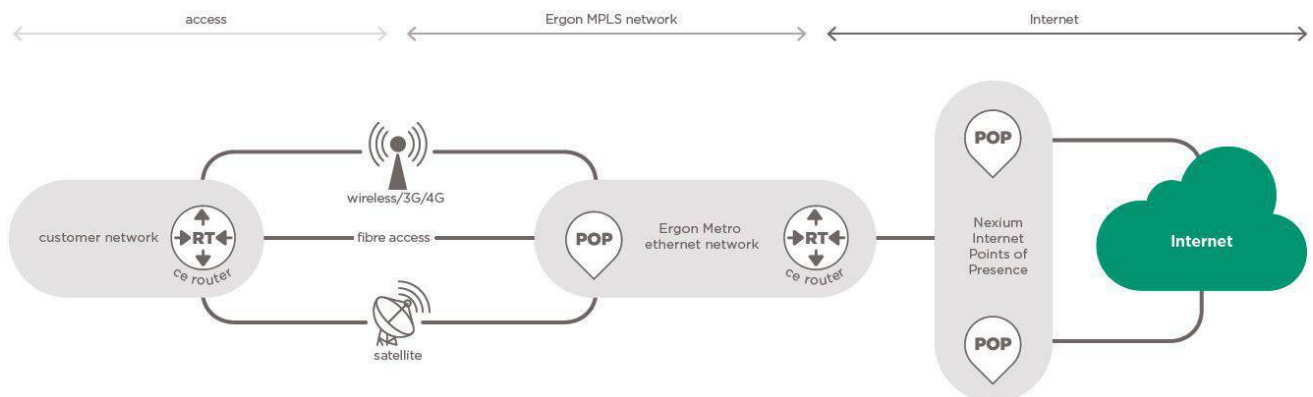 access
Ergon MPLS network
Internet
wireless/3G/4G
customer network
RT
ce router
fibre access
satellite
POP
Ergon Metro
ethernet network
RT
ce router
POP
Nexium
Internet
Points of
Presence
POP
Internet